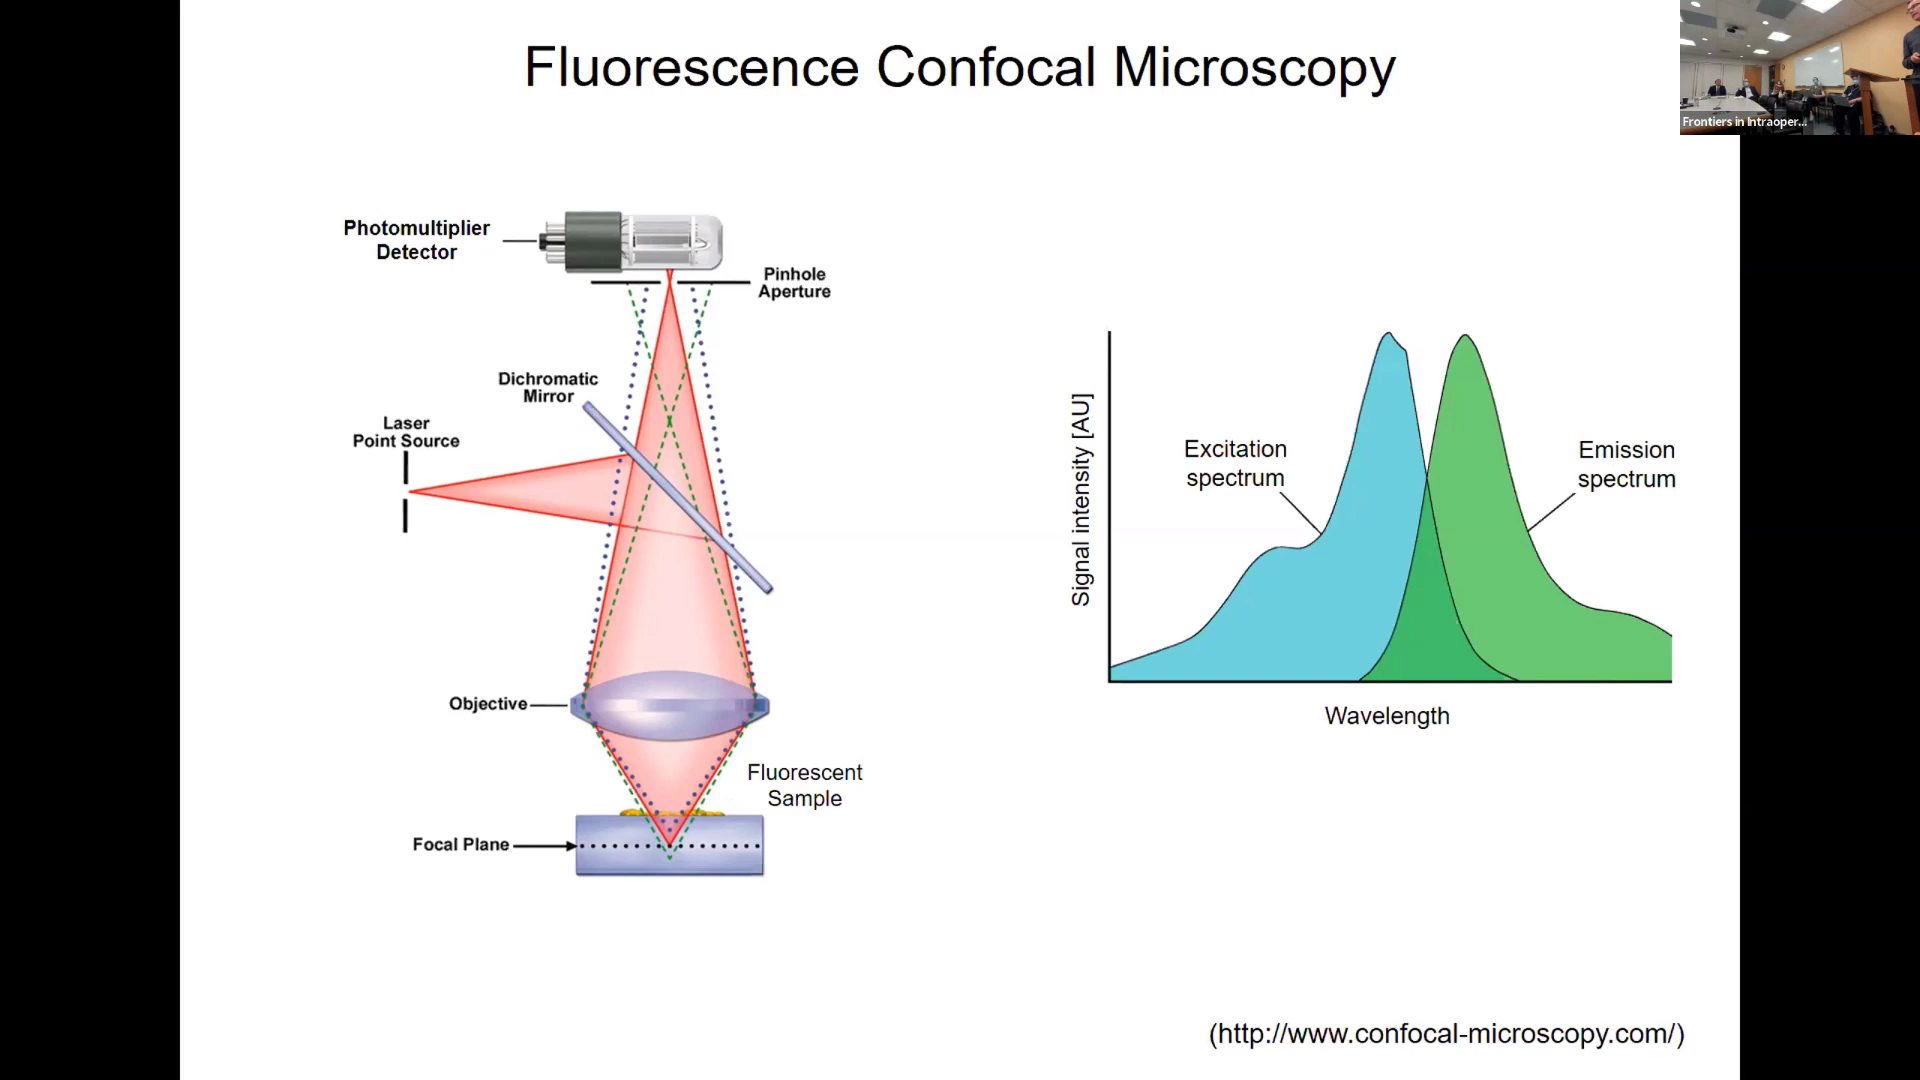 Fluorescence Confocal Microscopy
Frontiers in Intraoper...
Photomultiplier
Detector
Pinhole
Aperture
Dichromatic
Mirror
Laser
Point Source
Objective
Fluorescent
Sample
Focal Plane
Signal intensity [AU]
Excitation
spectrum
Emission
spectrum
Wavelength
(http://www.confocal-microscopy.com/)